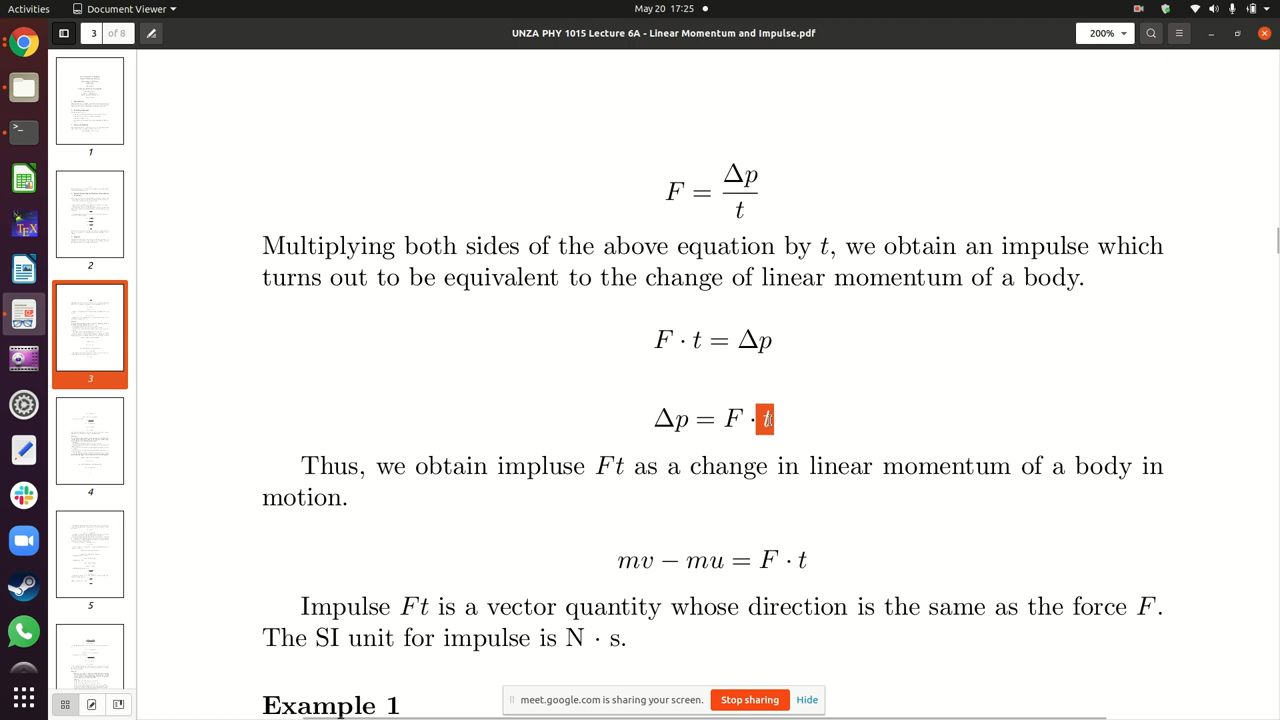 Activities
Document Viewer
May 20 17:25
3 of 8
UNZA PHY 1015 Lecture 6A - Linear Momentum and Impulse.pdf
200%
F = Δp / t
Multiplying both sides of the above equation by t, we obtain an impulse which
turns out to be equivalent to the change of linear momentum of a body.
F · t = Δp
Δp = F · t
Thus, we obtain impluse Ft as a change in linear momentum of a body in
motion.
mv − mu = F · t
Impulse Ft is a vector quantity whose direction is the same as the force F.
The SI unit for impulse is N · s.
Example 1
1
2
3
4
5
TEX
meet.google.com is sharing your screen.
Stop sharing
Hide